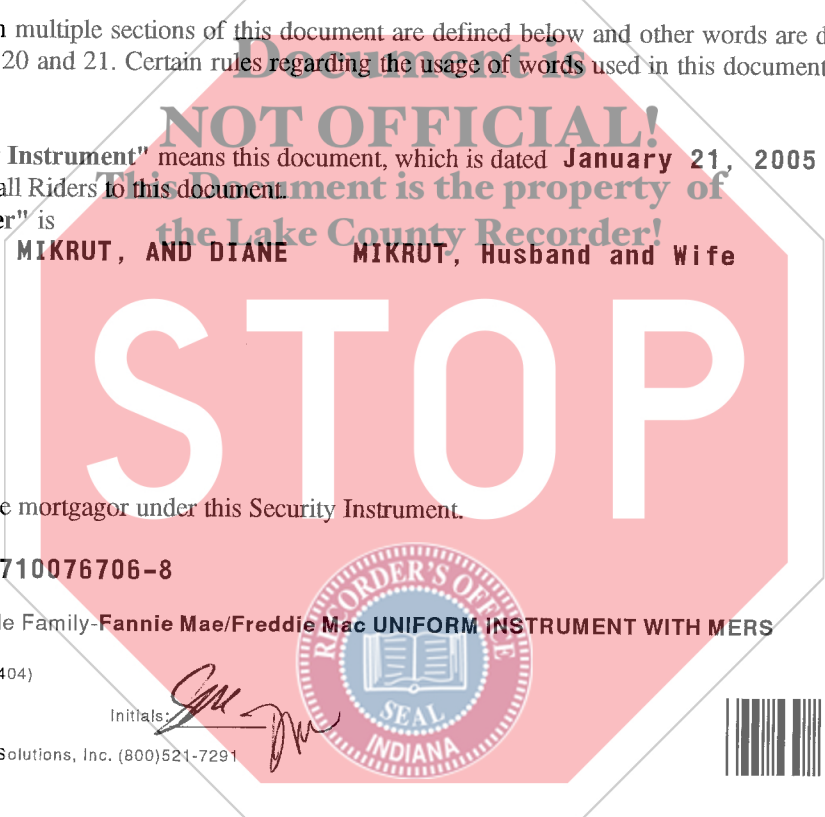 multiple sections of this document are defined below and other words are d
Document is
20 and 21. Certain rules regarding the usage of words used in this document
NOT OFFICIAL!
Instrument" means this document, which is dated January 21, 2005
This Document is the property of
all Riders to this document.
er" is
the Lake County Recorder!
MIKRUT, AND DIANE MIKRUT, Husband and Wife
STOP
e mortgagor under this Security Instrument.
710076706-8
RECORDER'S OFFICE
le Family-Fannie Mae/Freddie Mac UNIFORM INSTRUMENT WITH MERS
404)
SEAL
Initials:
INDIANA
Solutions, Inc. (800)521-7291